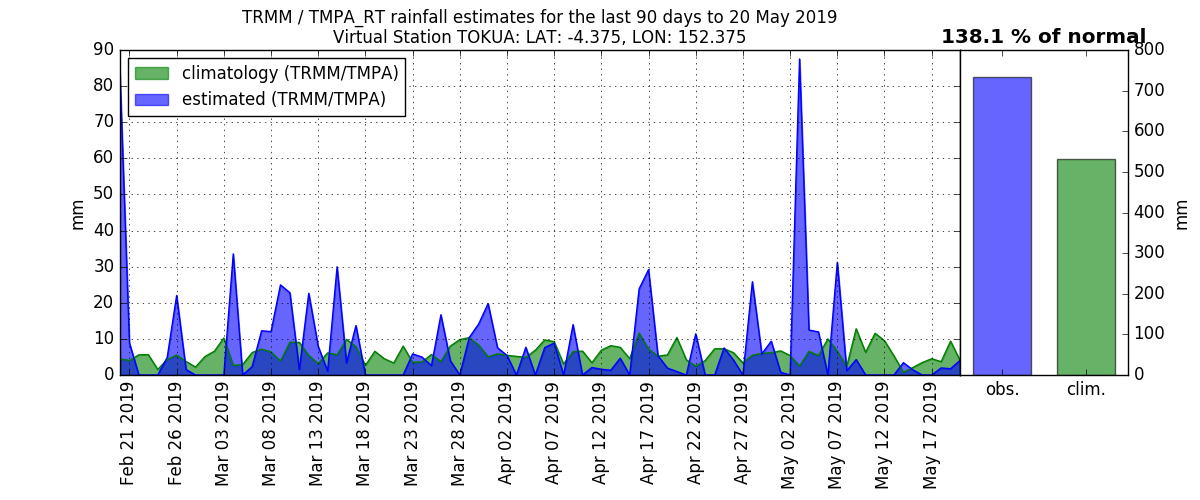 TRMM / TMPA_RT rainfall estimates for the last 90 days to 20 May 2019
Virtual Station TOKUA: LAT: -4.375, LON: 152.375
138.1 % of normal
climatology (TRMM/TMPA)
estimated (TRMM/TMPA)
90
80
70
60
50
40
30
20
10
0
mm
Feb 21 2019
Feb 26 2019
Mar 03 2019
Mar 08 2019
Mar 13 2019
Mar 18 2019
Mar 23 2019
Mar 28 2019
Apr 02 2019
Apr 07 2019
Apr 12 2019
Apr 17 2019
Apr 22 2019
Apr 27 2019
May 02 2019
May 07 2019
May 12 2019
May 17 2019
obs.
clim.
800
700
600
500
400
300
200
100
0
mm